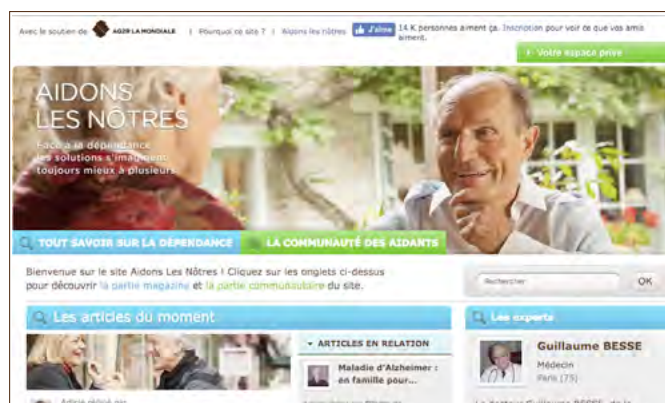 Avec le soutien de AG2R LA MONDIALE | Pourquoi ce site ? | Aidons les nôtres J'aime 14 K personnes aiment ça. Inscription pour voir ce que vos amis
aiment.
Votre espace privé
AIDONS
LES NÔTRES
Face à la dépendance
les solutions s'imaginent
toujours mieux à plusieurs
TOUT SAVOIR SUR LA DÉPENDANCE LA COMMUNAUTÉ DES AIDANTS
Bienvenue sur le site Aidons Les Nôtres ! Cliquez sur les onglets ci-dessus
pour découvrir la partie magazine et la partie communautaire du site.
Rechercher OK
Les articles du moment
Les experts
ARTICLES EN RELATION
Maladie d'Alzheimer :
en famille pour...
Guillaume BESSE
Médecin
Paris (75)